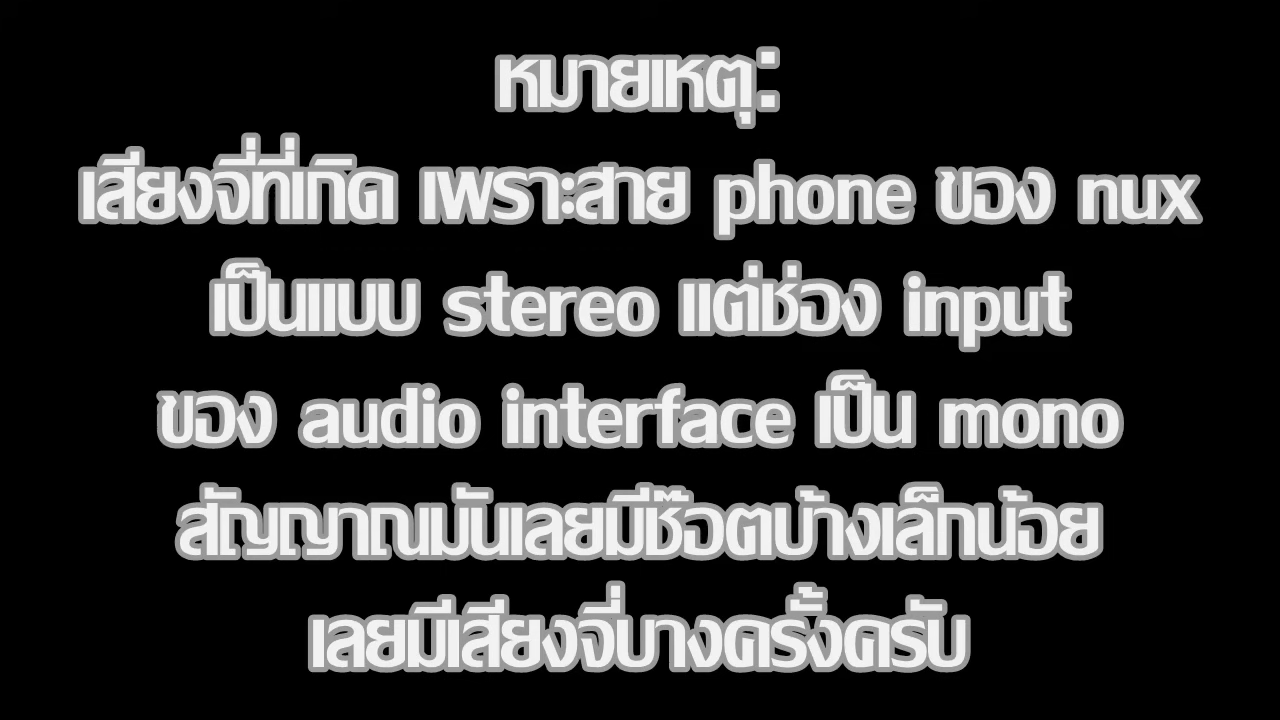 หมายเหตุ:
เสียงจี่ที่เกิด เพราะสาย phone ของ nux
เป็นแบบ stereo แต่ช่อง input
ของ audio interface เป็น mono
สัญญาณมันเลยมีช๊อตบ้างเล็กน้อย
เลยมีเสียงจี่บางครั้งครับ